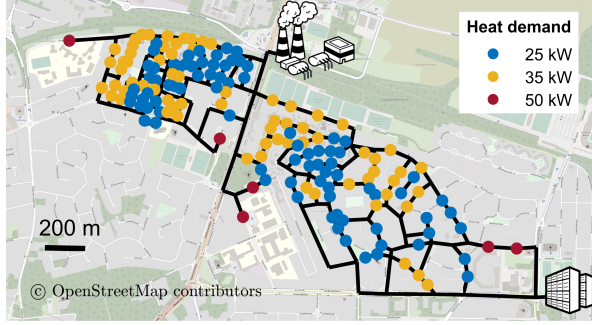 Heat demand
25 kW
35 kW
50 kW
200 m
© OpenStreetMap contributors